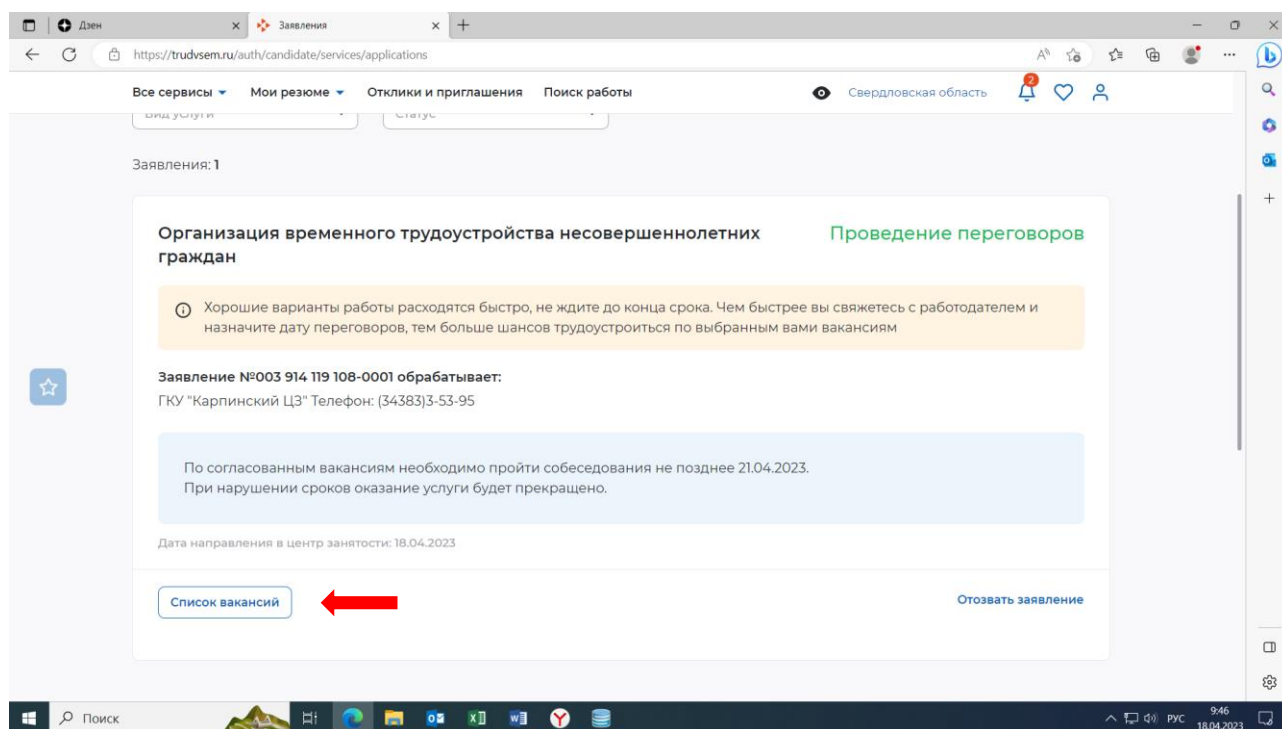 Дзен
Заявления
https://trudvsem.ru/auth/candidate/services/applications
Все сервисы Мои резюме Отклики и приглашения Поиск работы Свердловская область 2
Вид услуги Статус
Заявления: 1
Организация временного трудоустройства несовершеннолетних
граждан
Проведение переговоров
Хорошие варианты работы расходятся быстро, не ждите до конца срока. Чем быстрее вы свяжетесь с работодателем и
назначите дату переговоров, тем больше шансов трудоустроиться по выбранным вами вакансиям
Заявление №003 914 119 108-0001 обрабатывает:
ГКУ "Карпинский ЦЗ" Телефон: (34383)3-53-95
По согласованным вакансиям необходимо пройти собеседования не позднее 21.04.2023.
При нарушении сроков оказание услуги будет прекращено.
Дата направления в центр занятости: 18.04.2023
Список вакансий Отозвать заявление
Поиск
РУС
9:46
18.04.2023